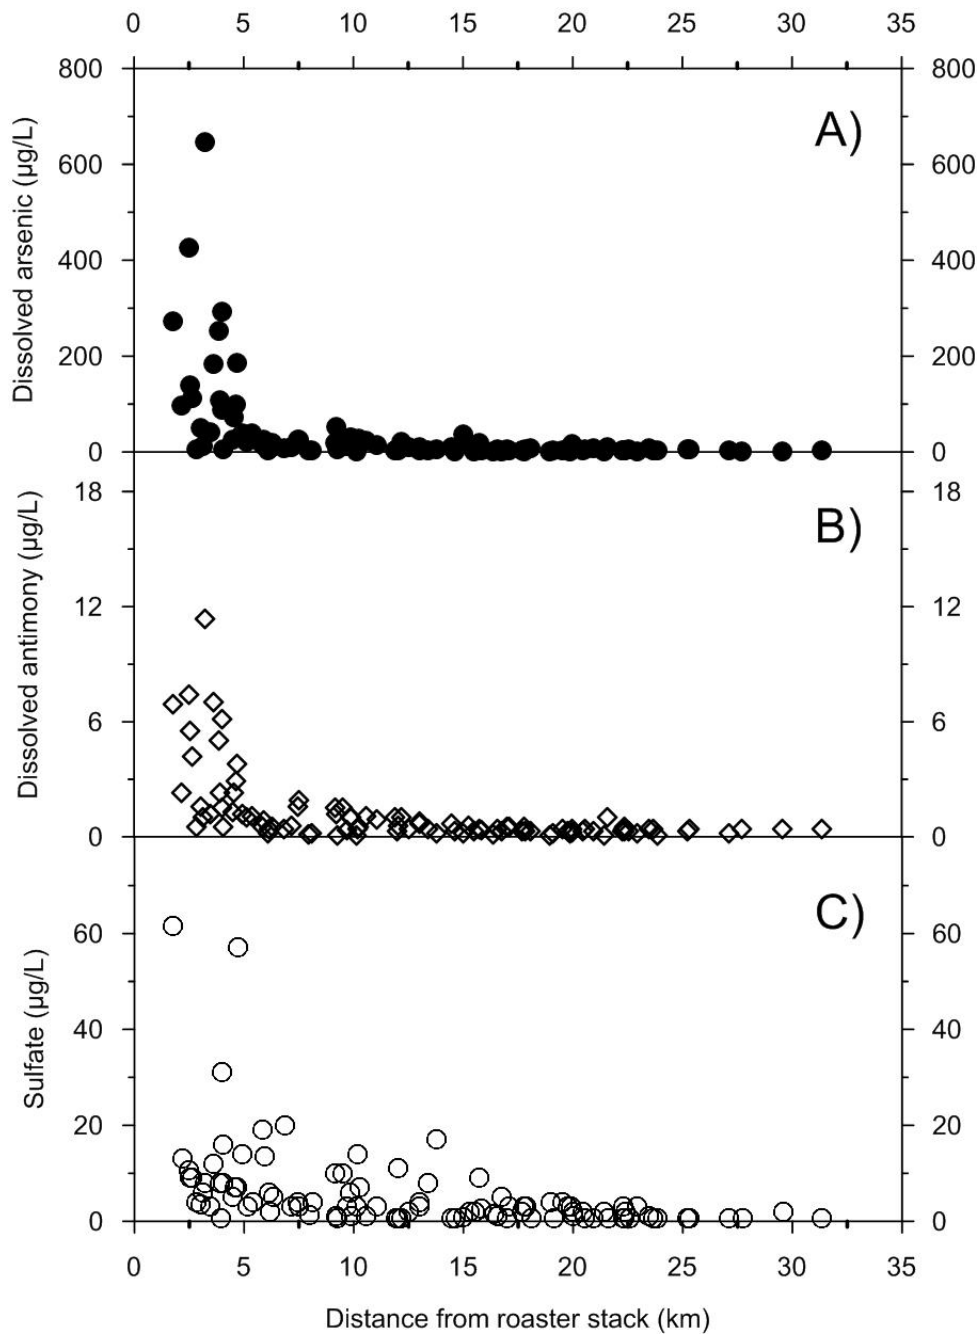 0 5 10 15 20 25 30 35
800 800
A)
600 600
400 400
200 200
0 0
Dissolved arsenic (µg/L)
18 18
B)
12 12
6 6
0 0
Dissolved antimony (µg/L)
C)
60 60
40 40
20 20
0 0
Sulfate (µg/L)
0 5 10 15 20 25 30 35
Distance from roaster stack (km)